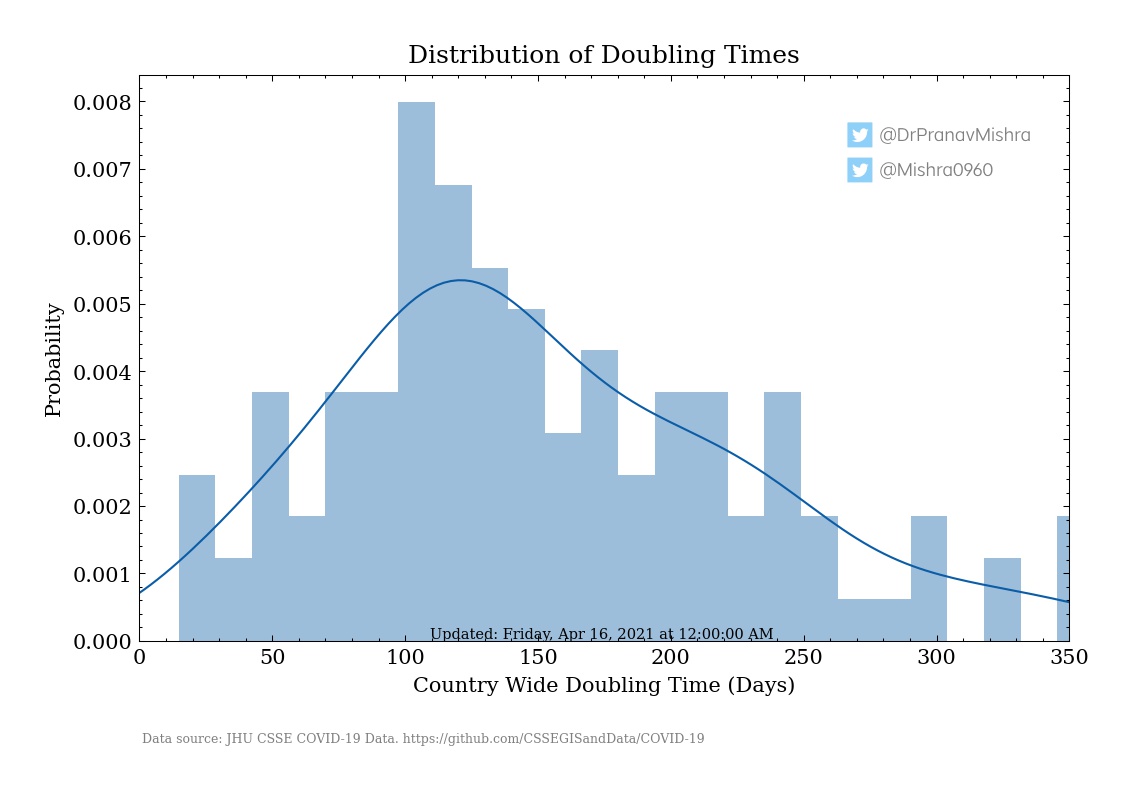 Distribution of Doubling Times
@DrPranavMishra
@Mishra0960
Probability
0.008
0.007
0.006
0.005
0.004
0.003
0.002
0.001
0.000
Updated: Friday, Apr 16, 2021 at 12:00:00 AM
0 50 100 150 200 250 300 350
Country Wide Doubling Time (Days)
Data source: JHU CSSE COVID-19 Data. https://github.com/CSSEGISandData/COVID-19